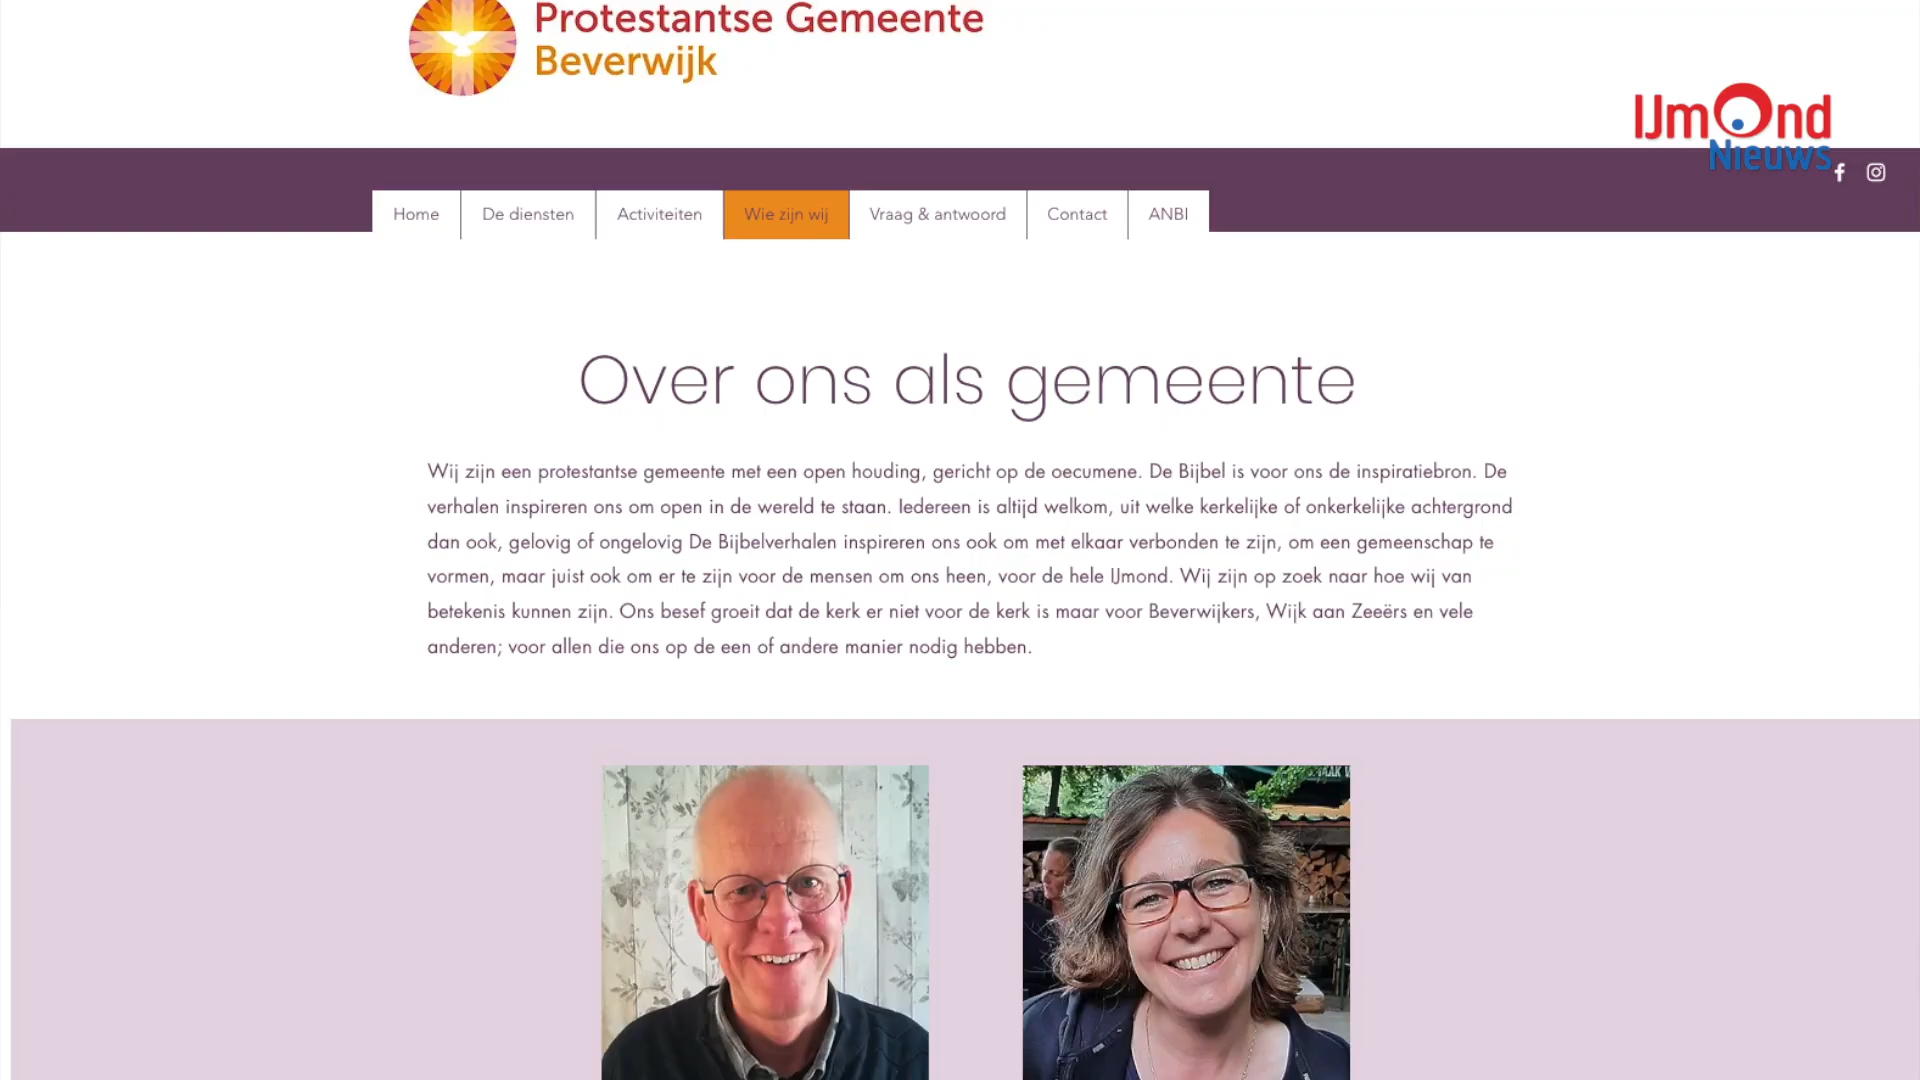 Protestantse Gemeente
Beverwijk
IJmond
Nieuws
Home
De diensten
Activiteiten
Wie zijn wij
Vraag & antwoord
Contact
ANBI
Over ons als gemeente
Wij zijn een protestantse gemeente met een open houding, gericht op de oecumene. De Bijbel is voor ons de inspiratiebron. De
verhalen inspireren ons om open in de wereld te staan. Iedereen is altijd welkom, uit welke kerkelijke of onkerkelijke achtergrond
dan ook, gelovig of ongelovig De Bijbelverhalen inspireren ons ook om met elkaar verbonden te zijn, om een gemeenschap te
vormen, maar juist ook om er te zijn voor de mensen om ons heen, voor de hele IJmond. Wij zijn op zoek naar hoe wij van
betekenis kunnen zijn. Ons besef groeit dat de kerk er niet voor de kerk is maar voor Beverwijkers, Wijk aan Zeeërs en vele
anderen; voor allen die ons op de een of andere manier nodig hebben.